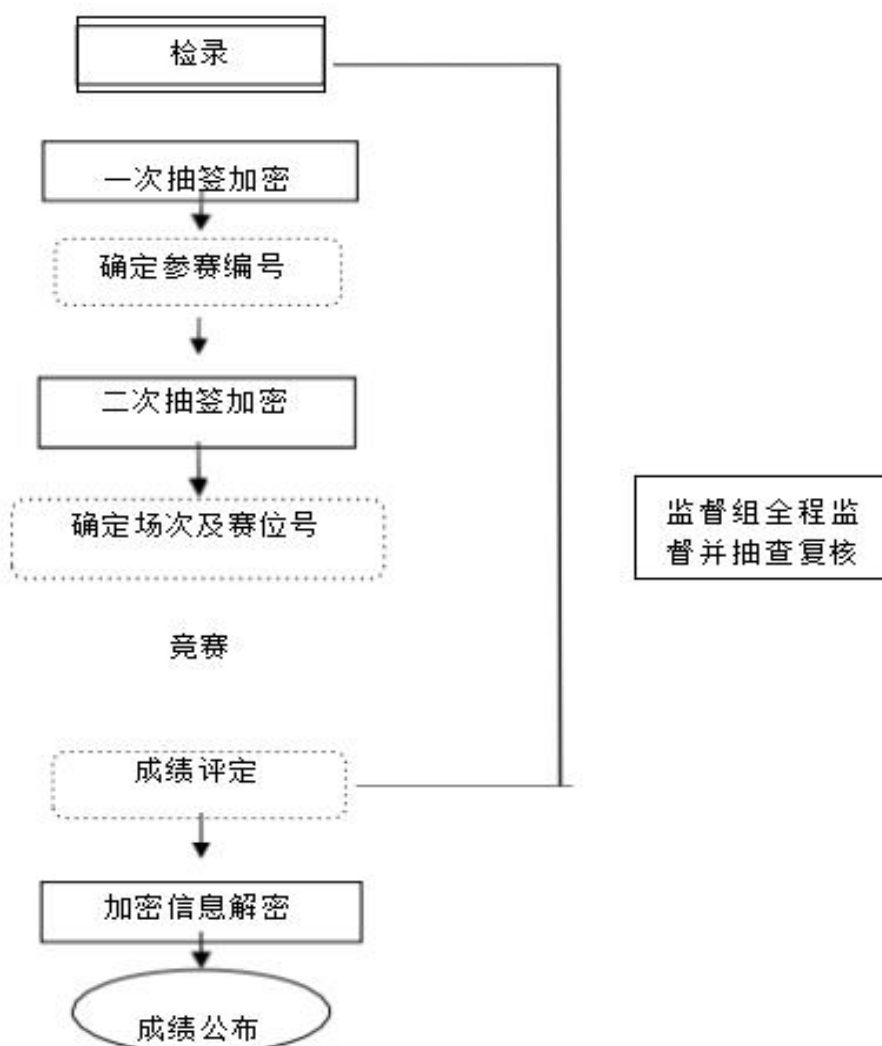 检录
一次抽签加密
确定参赛编号
二次抽签加密
确定场次及赛位号
监督组全程监
督并抽查复核
竞赛
成绩评定
加密信息解密
成绩公布